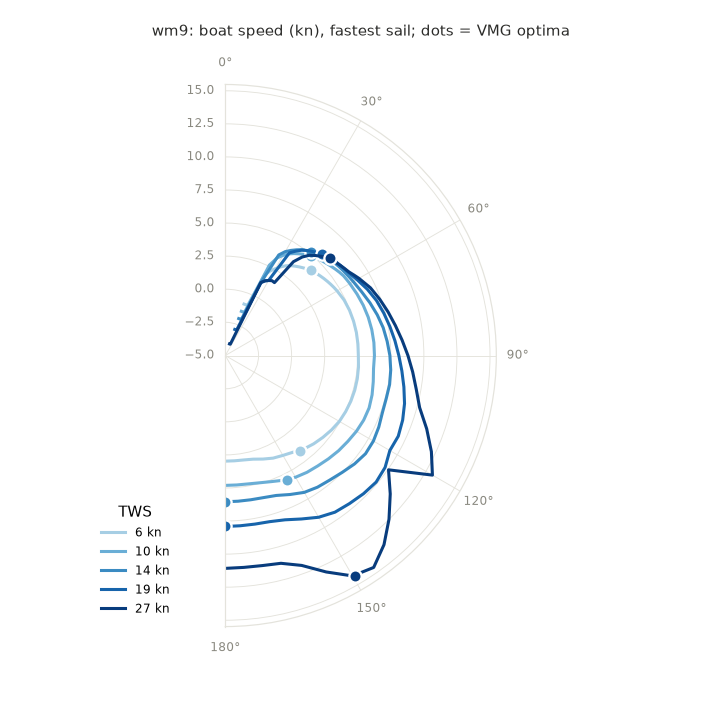 wm9: boat speed (kn), fastest sail; dots = VMG optima
0°
15.0
30°
12.5
10.0
7.5
60°
5.0
2.5
0.0
−2.5
−5.0
90°
120°
TWS
6 kn
10 kn
14 kn
19 kn
27 kn
150°
180°